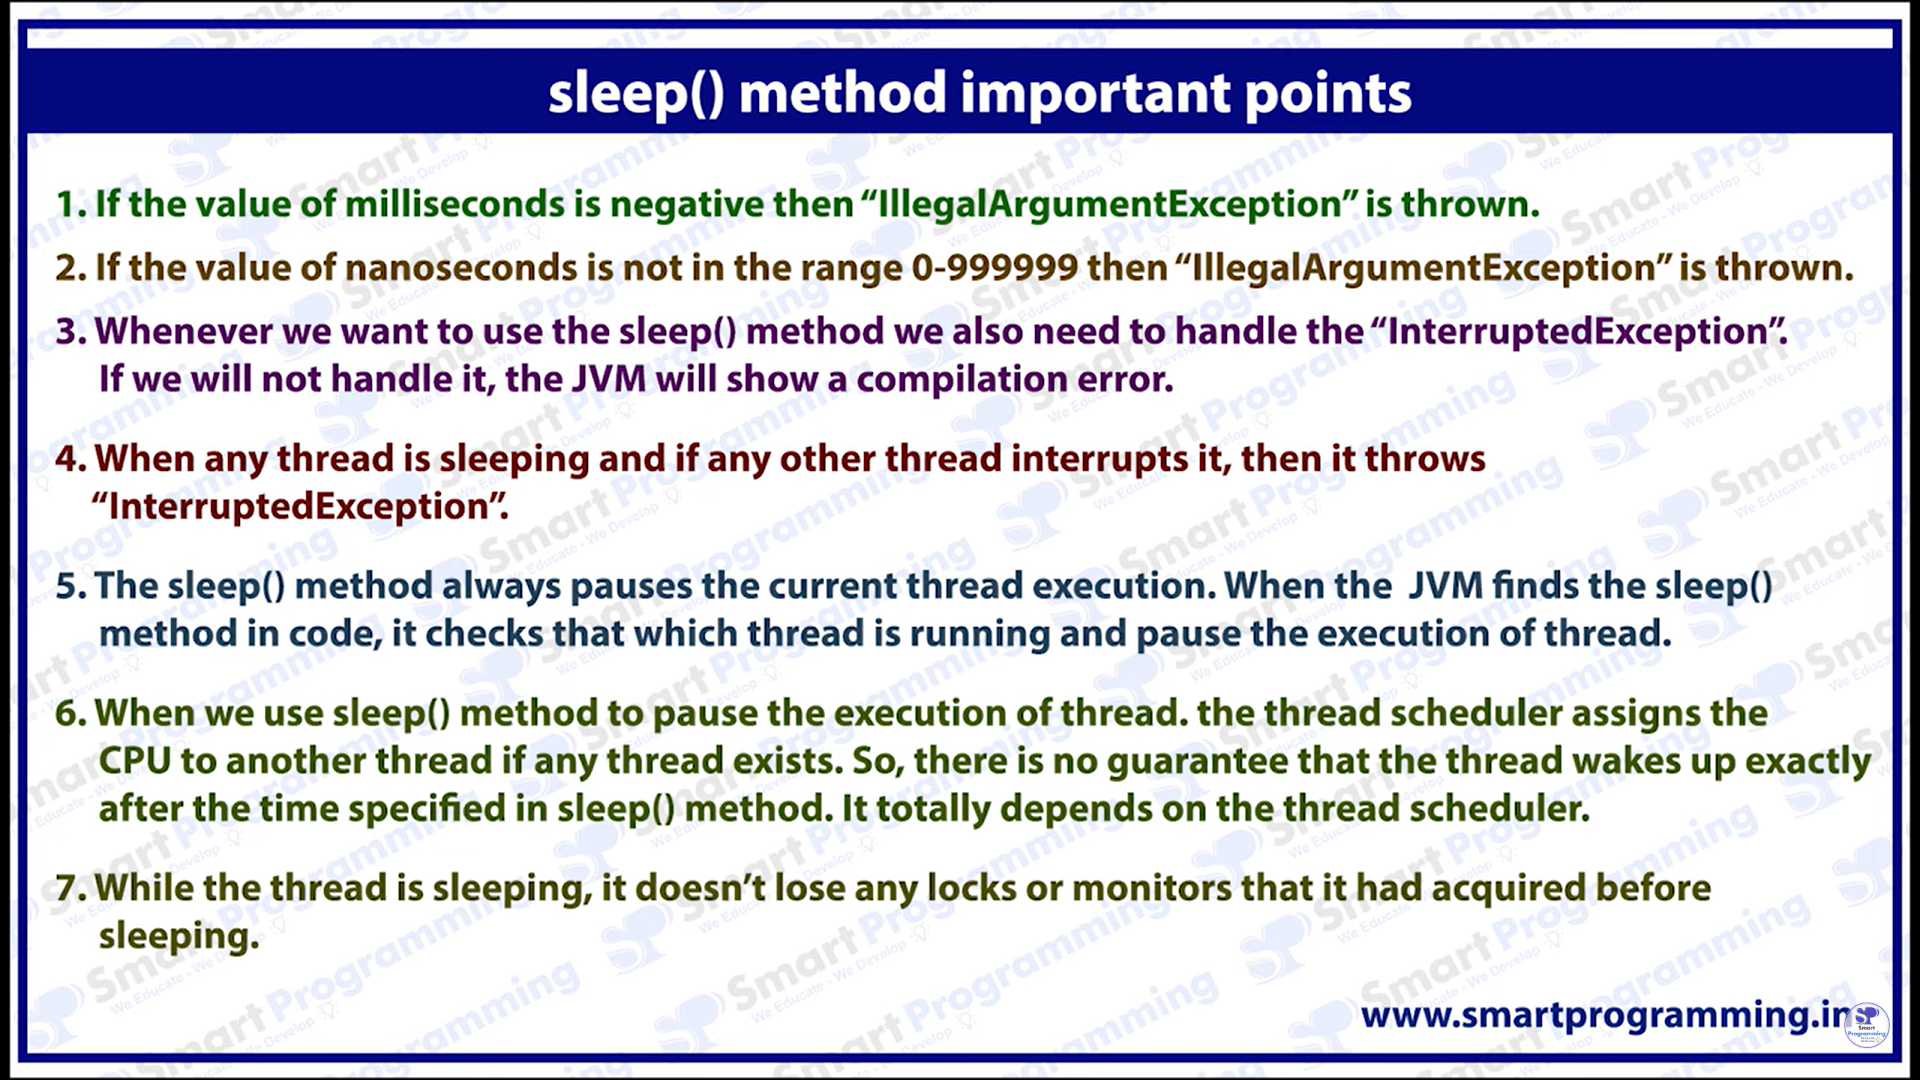 sleep() method important points
1. If the value of milliseconds is negative then “IllegalArgumentException” is thrown.
2. If the value of nanoseconds is not in the range 0-999999 then “IllegalArgumentException” is thrown.
3. Whenever we want to use the sleep() method we also need to handle the “InterruptedException”.
If we will not handle it, the JVM will show a compilation error.
4. When any thread is sleeping and if any other thread interrupts it, then it throws
“InterruptedException”.
5. The sleep() method always pauses the current thread execution. When the JVM finds the sleep()
method in code, it checks that which thread is running and pause the execution of thread.
6. When we use sleep() method to pause the execution of thread. the thread scheduler assigns the
CPU to another thread if any thread exists. So, there is no guarantee that the thread wakes up exactly
after the time specified in sleep() method. It totally depends on the thread scheduler.
7. While the thread is sleeping, it doesn’t lose any locks or monitors that it had acquired before
sleeping.
www.smartprogramming.in
Smart
Programming